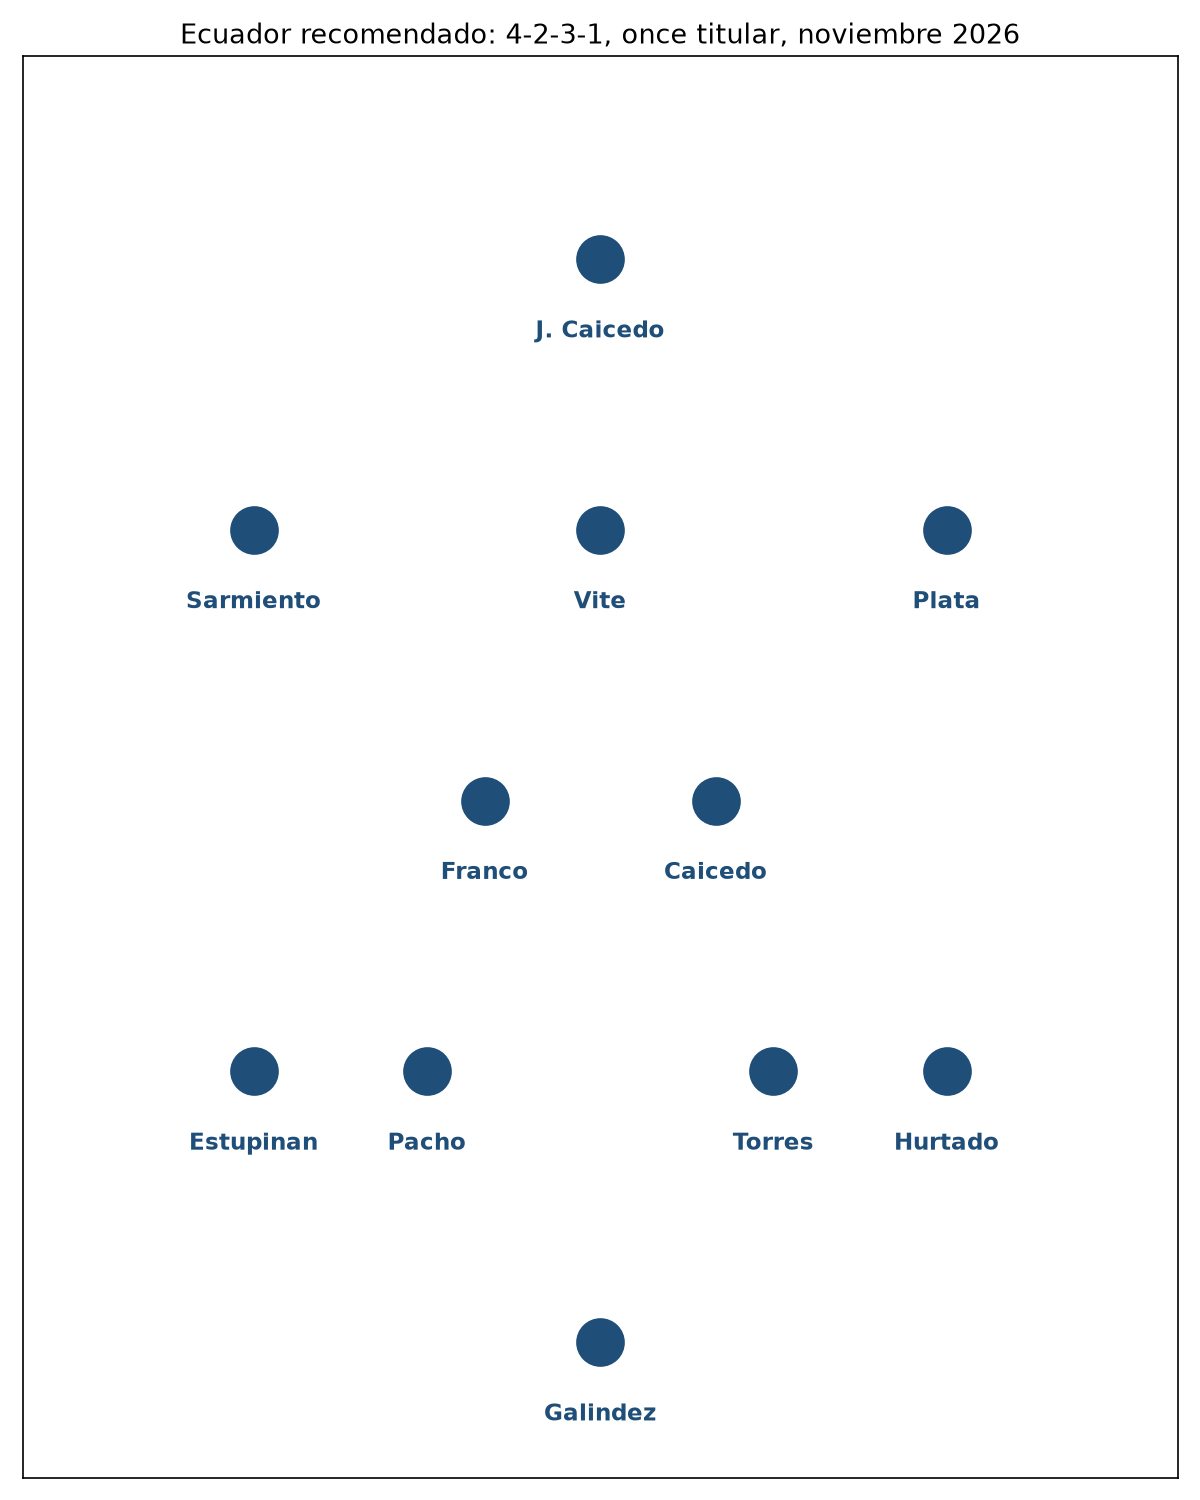 Ecuador recomendado: 4-2-3-1, once titular, noviembre 2026
J. Caicedo
Sarmiento Vite Plata
Franco Caicedo
Estupinan Pacho Torres Hurtado
Galindez